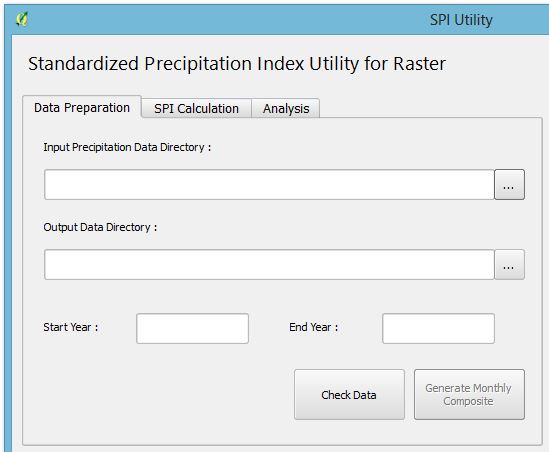 SPI Utility
Standardized Precipitation Index Utility for Raster
Data Preparation SPI Calculation Analysis
Input Precipitation Data Directory :
...
Output Data Directory :
...
Start Year : End Year :
Check Data
Generate Monthly
Composite